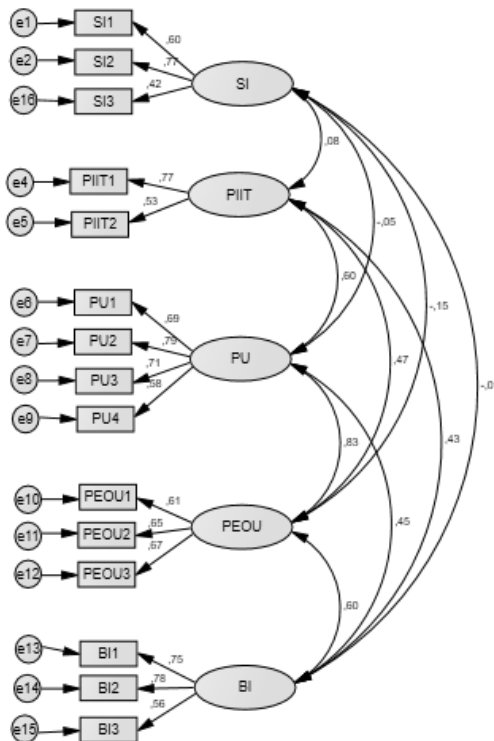 e1
SI1
,60
e2
SI2
,77
SI
e16
SI3
,42
,08
e4
PIIT1
,77
PIIT
e5
PIIT2
,53
-,05
,60
e6
PU1
,69
-,15
e7
PU2
,79
PU
,47
e8
PU3
,71
-,0
e9
PU4
,83
,43
e10
PEOU1
,61
PEOU
,45
e11
PEOU2
,65
e12
PEOU3
,67
,60
e13
BI1
,75
BI
e14
BI2
,78
e15
BI3
,56